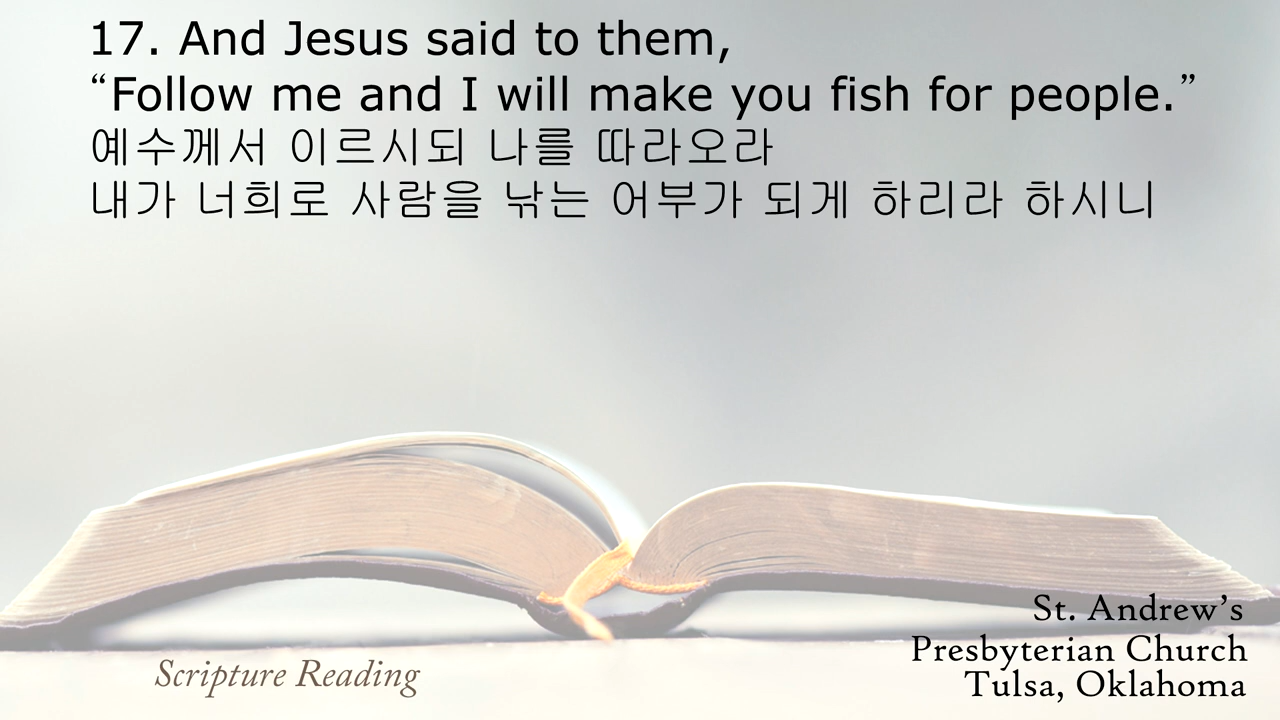 17. And Jesus said to them,
“Follow me and I will make you fish for people.”
예수께서 이르시되 나를 따라오라
내가 너희로 사람을 낚는 어부가 되게 하리라 하시니
Scripture Reading
St. Andrew’s
Presbyterian Church
Tulsa, Oklahoma